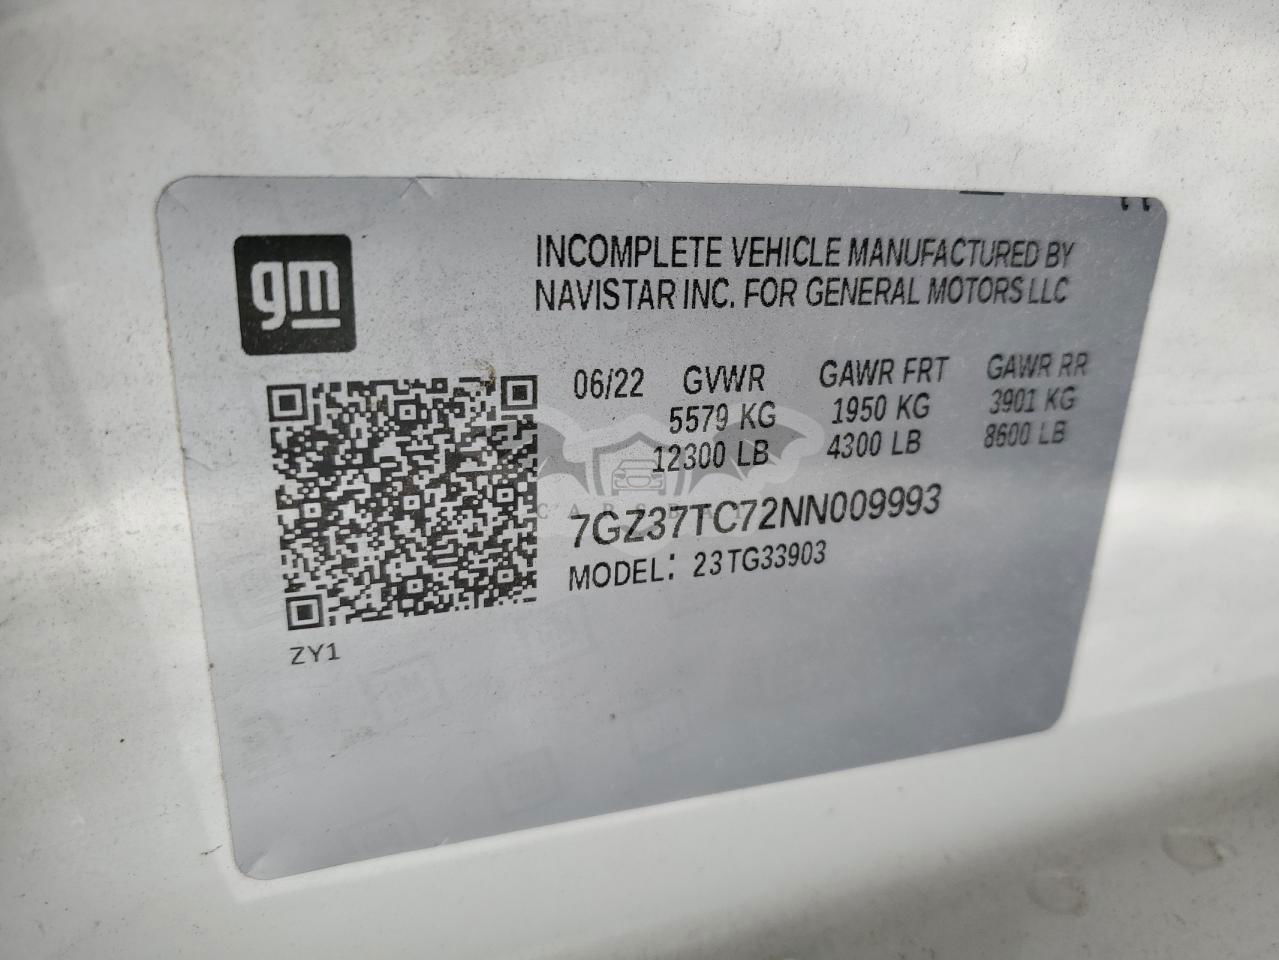 gm
INCOMPLETE VEHICLE MANUFACTURED BY
NAVISTAR INC. FOR GENERAL MOTORS LLC
06/22 GVWR GAWR FRT GAWR RR
5579 KG 1950 KG 3901 KG
12300 LB 4300 LB 8600 LB
7GZ37TC72NN009993
MODEL: 23TG33903
ZY1